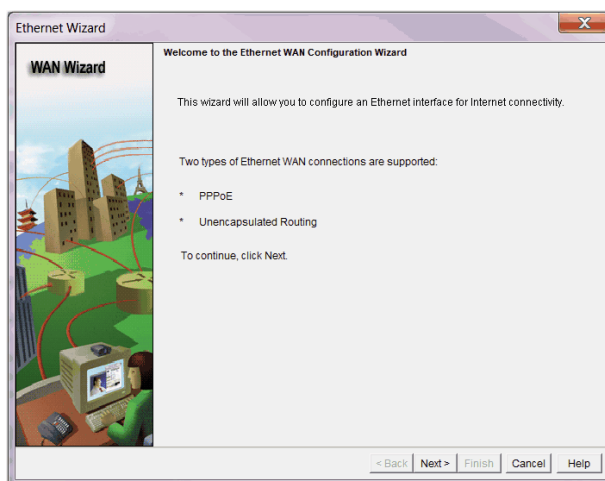 Ethernet Wizard
X
WAN Wizard
Welcome to the Ethernet WAN Configuration Wizard
This wizard will allow you to configure an Ethernet interface for Internet connectivity.
Two types of Ethernet WAN connections are supported:
* PPPoE
* Unencapsulated Routing
To continue, click Next.
< Back Next > Finish Cancel Help